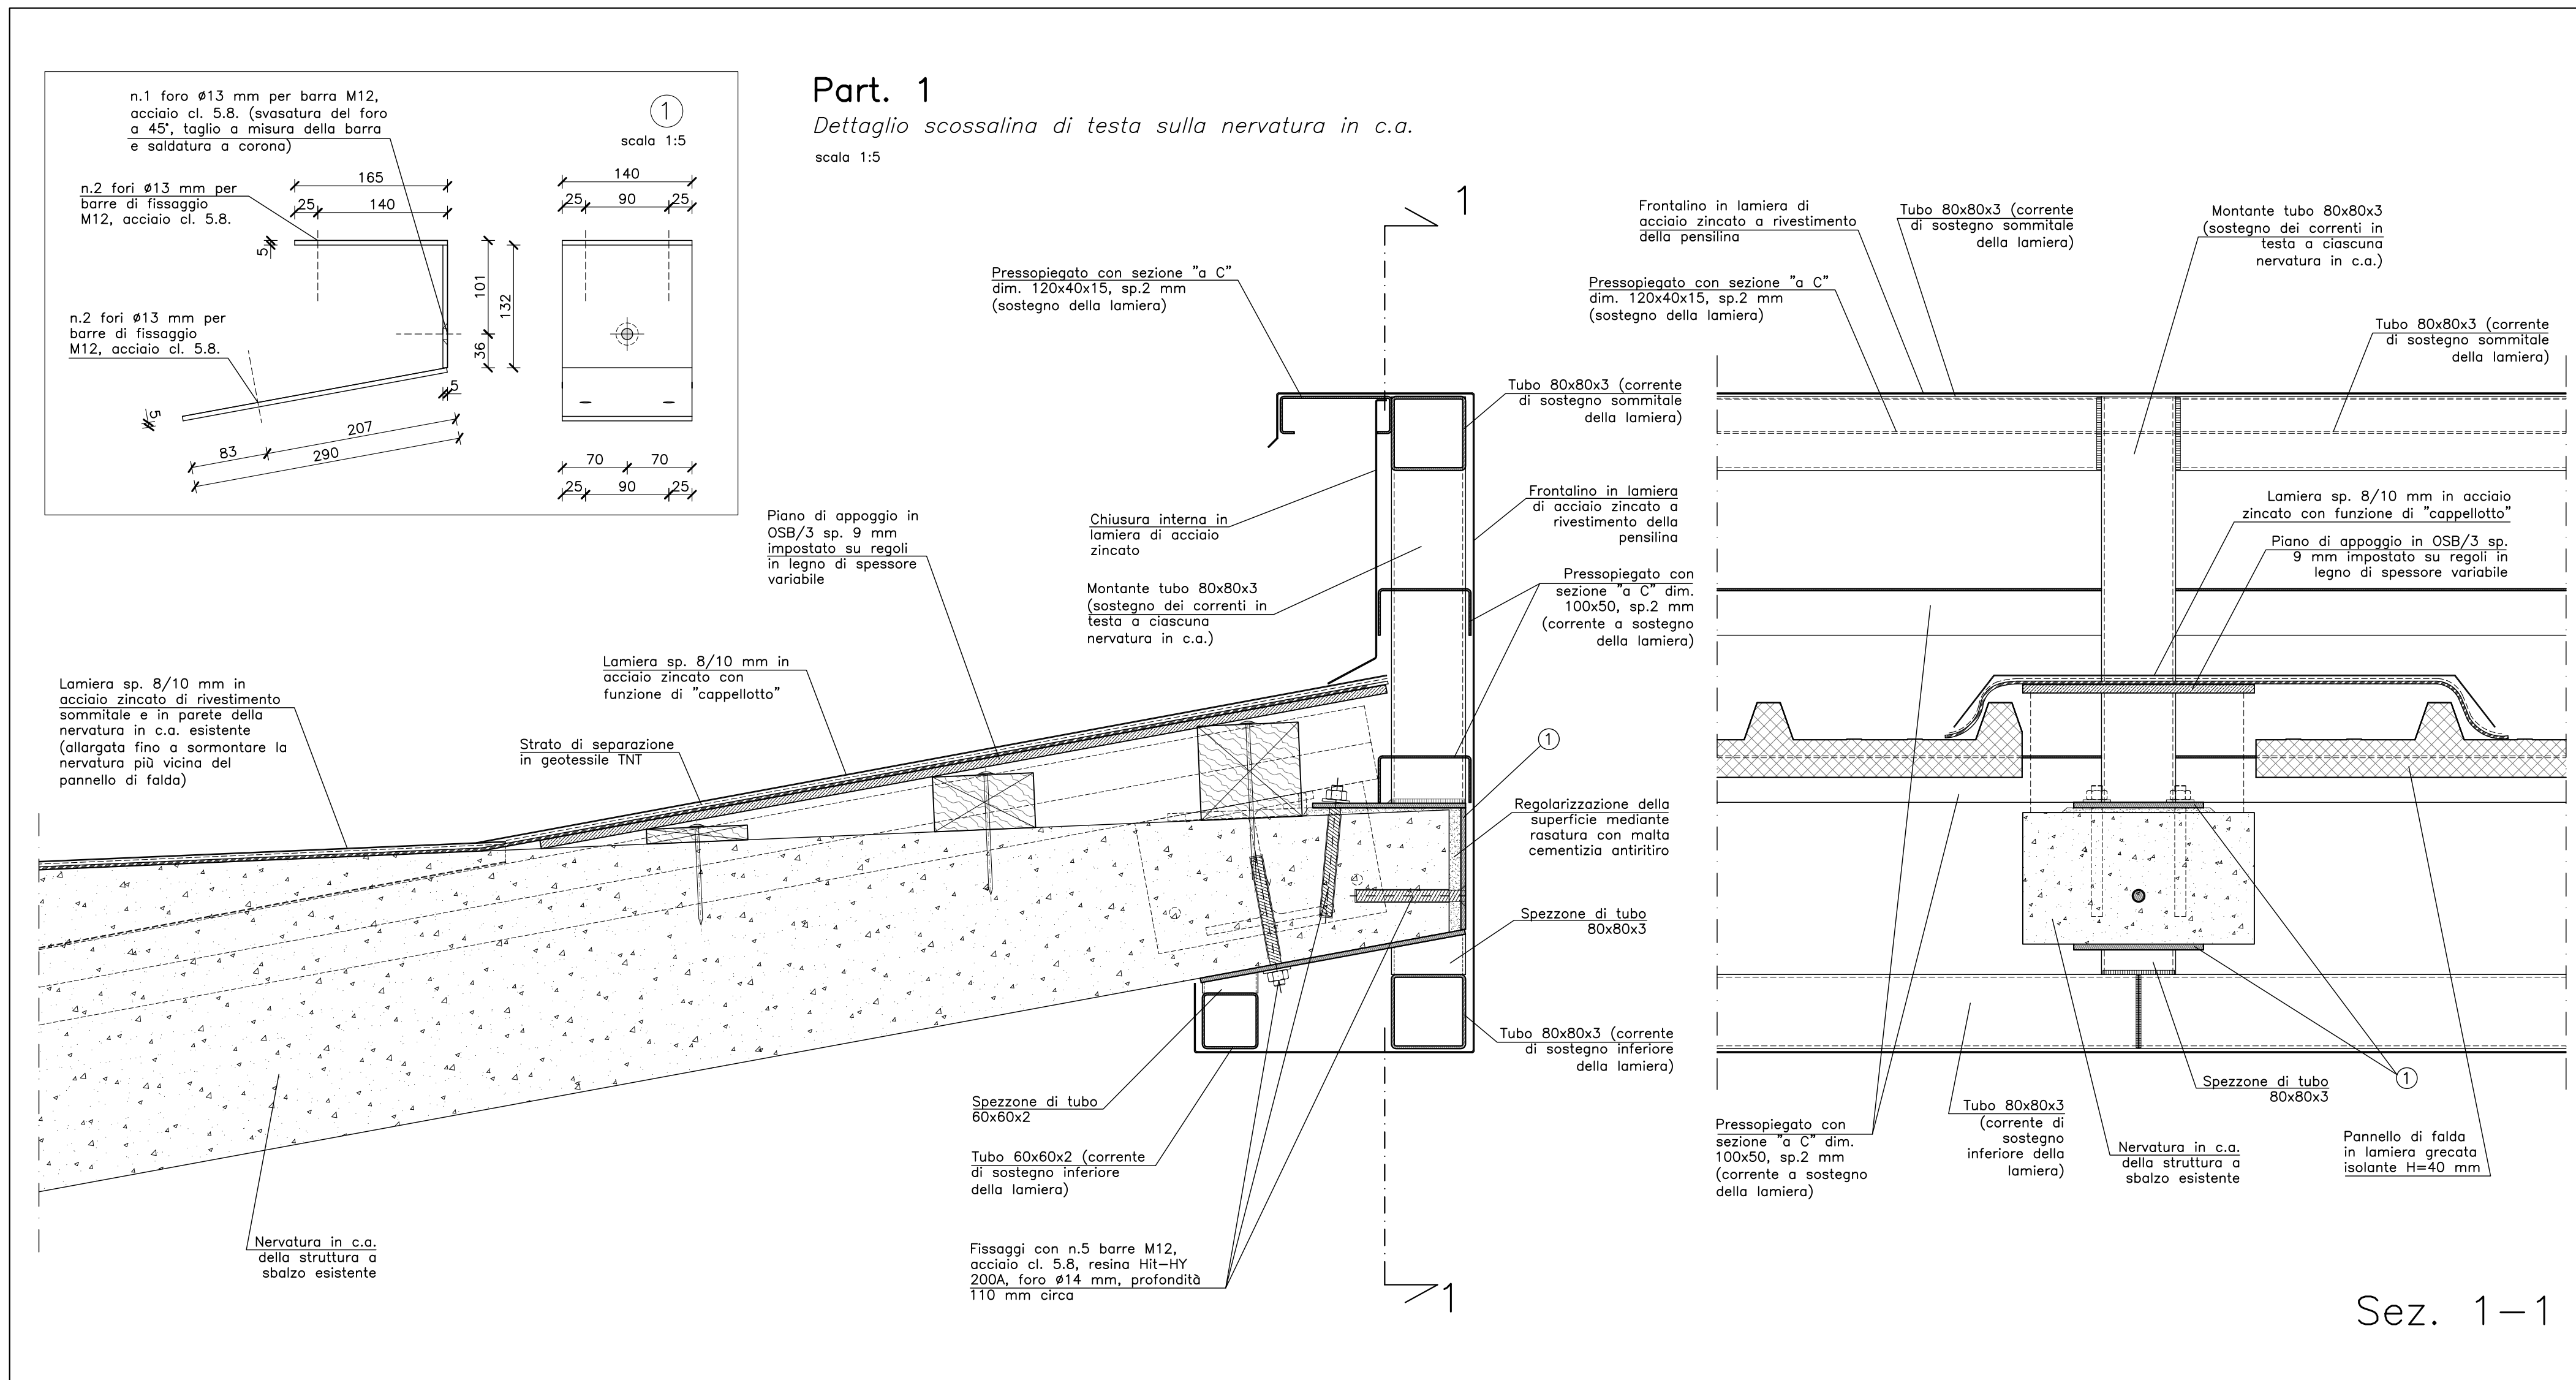 n.1 foro ø13 mm per barra M12,
acciaio cl. 5.8. (svasatura del foro
a 45°, taglio a misura della barra
e saldatura a corona)
1
scala 1:5
n.2 fori ø13 mm per
barre di fissaggio
M12, acciaio cl. 5.8.
165
25
140
5
101
132
36
n.2 fori ø13 mm per
barre di fissaggio
M12, acciaio cl. 5.8.
5
5
207
83
290
140
25
90
25
70
70
25
90
25
Part. 1
Dettaglio scossalina di testa sulla nervatura in c.a.
scala 1:5
1
Pressopiegato con sezione "a C"
dim. 120x40x15, sp.2 mm
(sostegno della lamiera)
Tubo 80x80x3 (corrente
di sostegno sommitale
della lamiera)
Piano di appoggio in
OSB/3 sp. 9 mm
impostato su regoli
in legno di spessore
variabile
Chiusura interna in
lamiera di acciaio
zincato
Frontalino in lamiera
di acciaio zincato a
rivestimento della
pensilina
Montante tubo 80x80x3
(sostegno dei correnti in
testa a ciascuna
nervatura in c.a.)
Pressopiegato con
sezione "a C" dim.
100x50, sp.2 mm
(corrente a sostegno
della lamiera)
Lamiera sp. 8/10 mm in
acciaio zincato con
funzione di "cappellotto"
Lamiera sp. 8/10 mm in
acciaio zincato di rivestimento
sommitale e in parete della
nervatura in c.a. esistente
(allargata fino a sormontare la
nervatura più vicina del
pannello di falda)
Strato di separazione
in geotessile TNT
1
Regolarizzazione della
superficie mediante
rasatura con malta
cementizia antiritiro
Spezzone di tubo
80x80x3
Tubo 80x80x3 (corrente
di sostegno inferiore
della lamiera)
Spezzone di tubo
60x60x2
Tubo 60x60x2 (corrente
di sostegno inferiore
della lamiera)
Fissaggi con n.5 barre M12,
acciaio cl. 5.8, resina Hit-HY
200A, foro ø14 mm, profondità
110 mm circa
Nervatura in c.a.
della struttura a
sbalzo esistente
1
Frontalino in lamiera di
acciaio zincato a rivestimento
della pensilina
Tubo 80x80x3 (corrente
di sostegno sommitale
della lamiera)
Montante tubo 80x80x3
(sostegno dei correnti in
testa a ciascuna
nervatura in c.a.)
Pressopiegato con sezione "a C"
dim. 120x40x15, sp.2 mm
(sostegno della lamiera)
Tubo 80x80x3 (corrente
di sostegno sommitale
della lamiera)
Lamiera sp. 8/10 mm in acciaio
zincato con funzione di "cappellotto"
Piano di appoggio in OSB/3 sp.
9 mm impostato su regoli in
legno di spessore variabile
1
Spezzone di tubo
80x80x3
Pressopiegato con
sezione "a C" dim.
100x50, sp.2 mm
(corrente a sostegno
della lamiera)
Tubo 80x80x3
(corrente di
sostegno
inferiore della
lamiera)
Nervatura in c.a.
della struttura a
sbalzo esistente
Pannello di falda
in lamiera grecata
isolante H=40 mm
Sez. 1-1